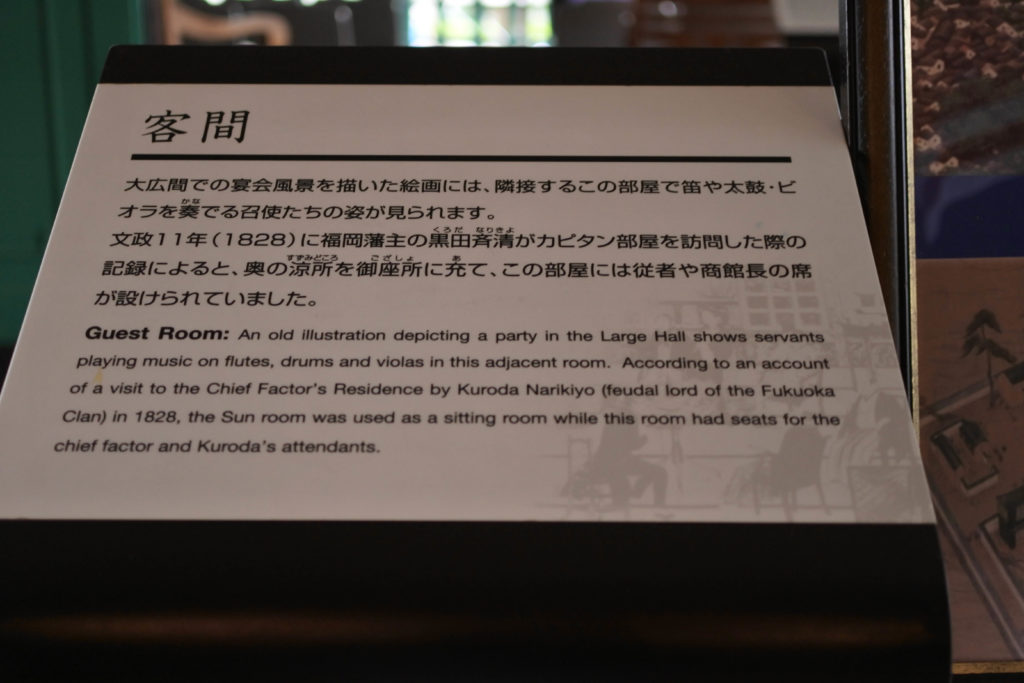 客間
大広間での宴会風景を描いた絵画には、隣接するこの部屋で笛や太鼓・ビ
オラを奏でる召使たちの姿が見られます。
文政11年(1828)に福岡藩主の黒田斉清がカピタン部屋を訪問した際の
記録によると、奥の涼所を御座所に充て、この部屋には従者や商館長の席
が設けられていました。
Guest Room: An old illustration depicting a party in the Large Hall shows servants
playing music on flutes, drums and violas in this adjacent room. According to an account
of a visit to the Chief Factor's Residence by Kuroda Narikiyo (feudal lord of the Fukuoka
Clan) in 1828, the Sun room was used as a sitting room while this room had seats for the
chief factor and Kuroda's attendants.